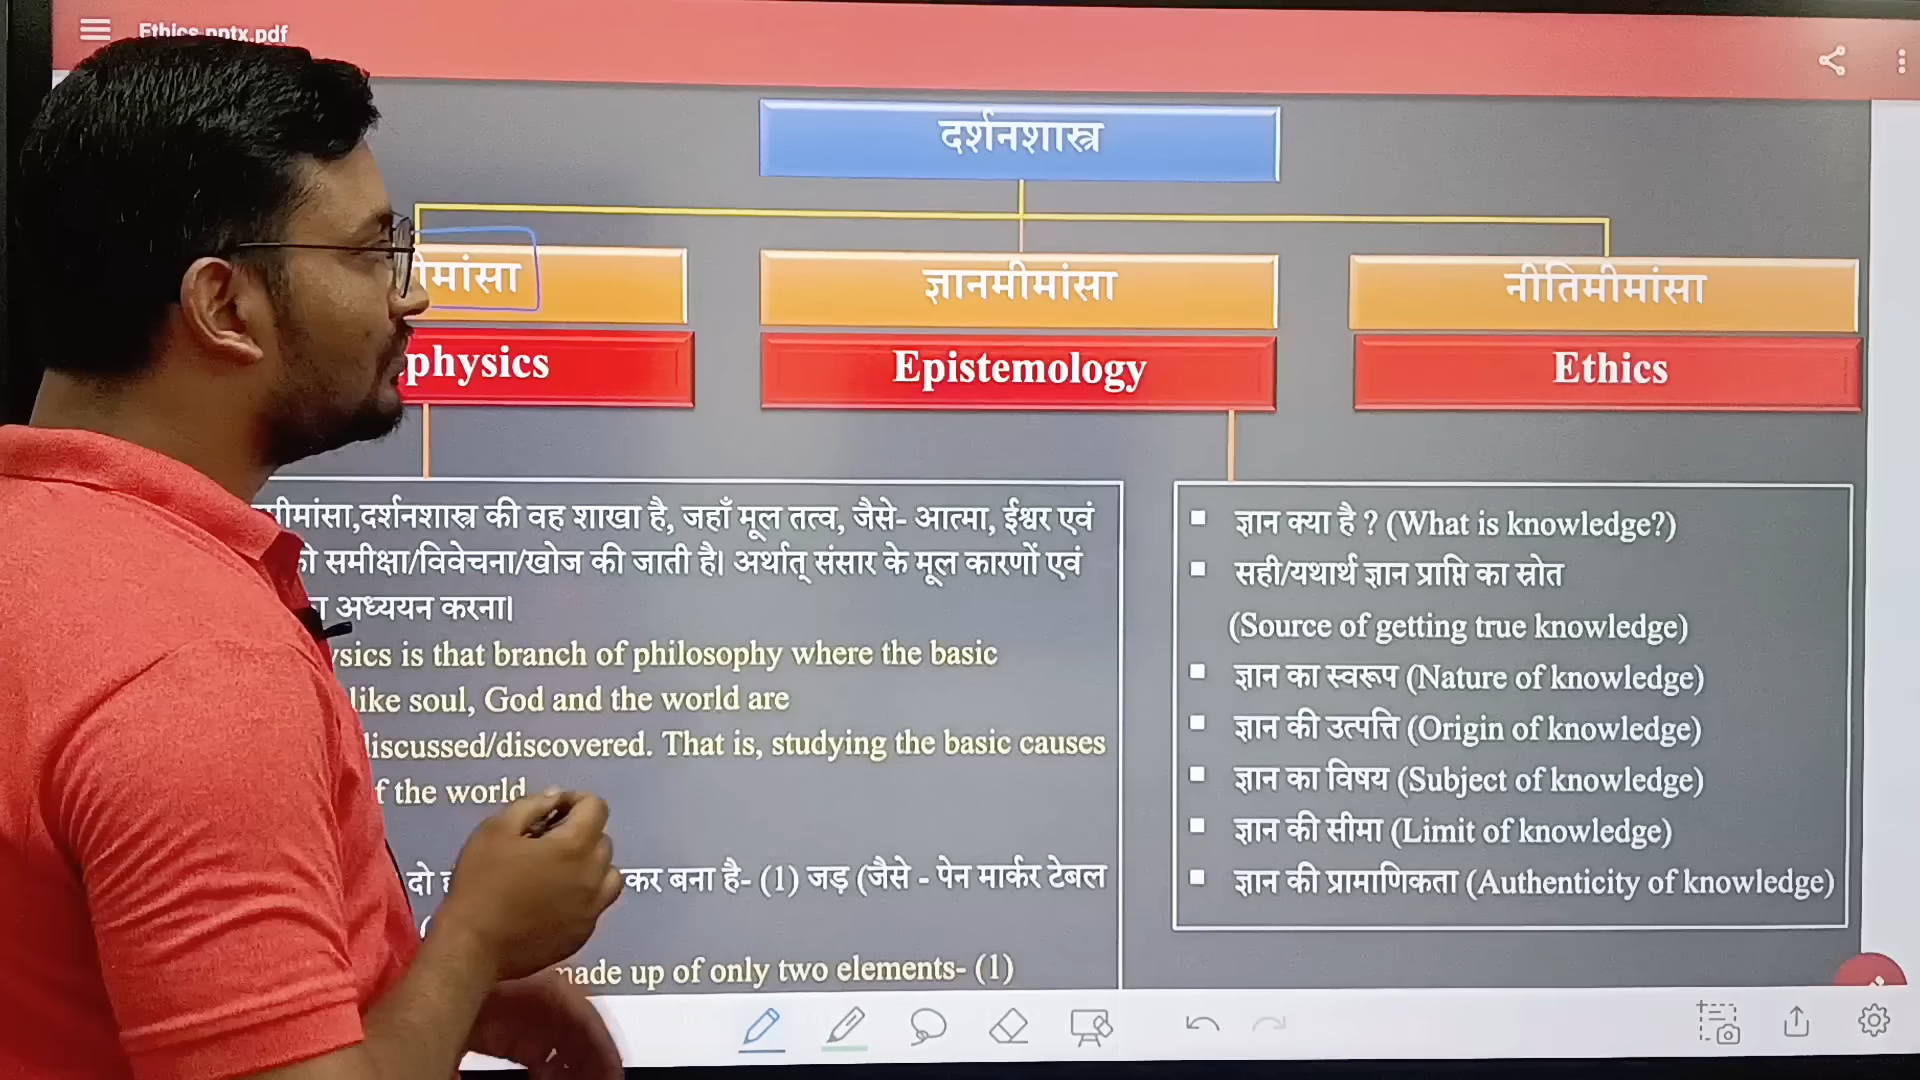 Ethics.pptx.pdf
दर्शनशास्त्र
ज्ञानमीमांसा
नीतिमीमांसा
Epistemology
Ethics
दर्शनशास्त्र की वह शाखा है, जहाँ मूल तत्व, जैसे- आत्मा, ईश्वर एवं
समीक्षा/विवेचना/खोज की जाती है। अर्थात् संसार के मूल कारणों एवं
अध्ययन करना।
is that branch of philosophy where the basic
like soul, God and the world are
discussed/discovered. That is, studying the basic causes
the world
दो
कर बना है- (1) जड़ (जैसे - पेन मार्कर टेबल
made up of only two elements- (1)
ज्ञान क्या है ? (What is knowledge?)
सही/यथार्थ ज्ञान प्राप्ति का स्रोत
(Source of getting true knowledge)
ज्ञान का स्वरूप (Nature of knowledge)
ज्ञान की उत्पत्ति (Origin of knowledge)
ज्ञान का विषय (Subject of knowledge)
ज्ञान की सीमा (Limit of knowledge)
ज्ञान की प्रामाणिकता (Authenticity of knowledge)